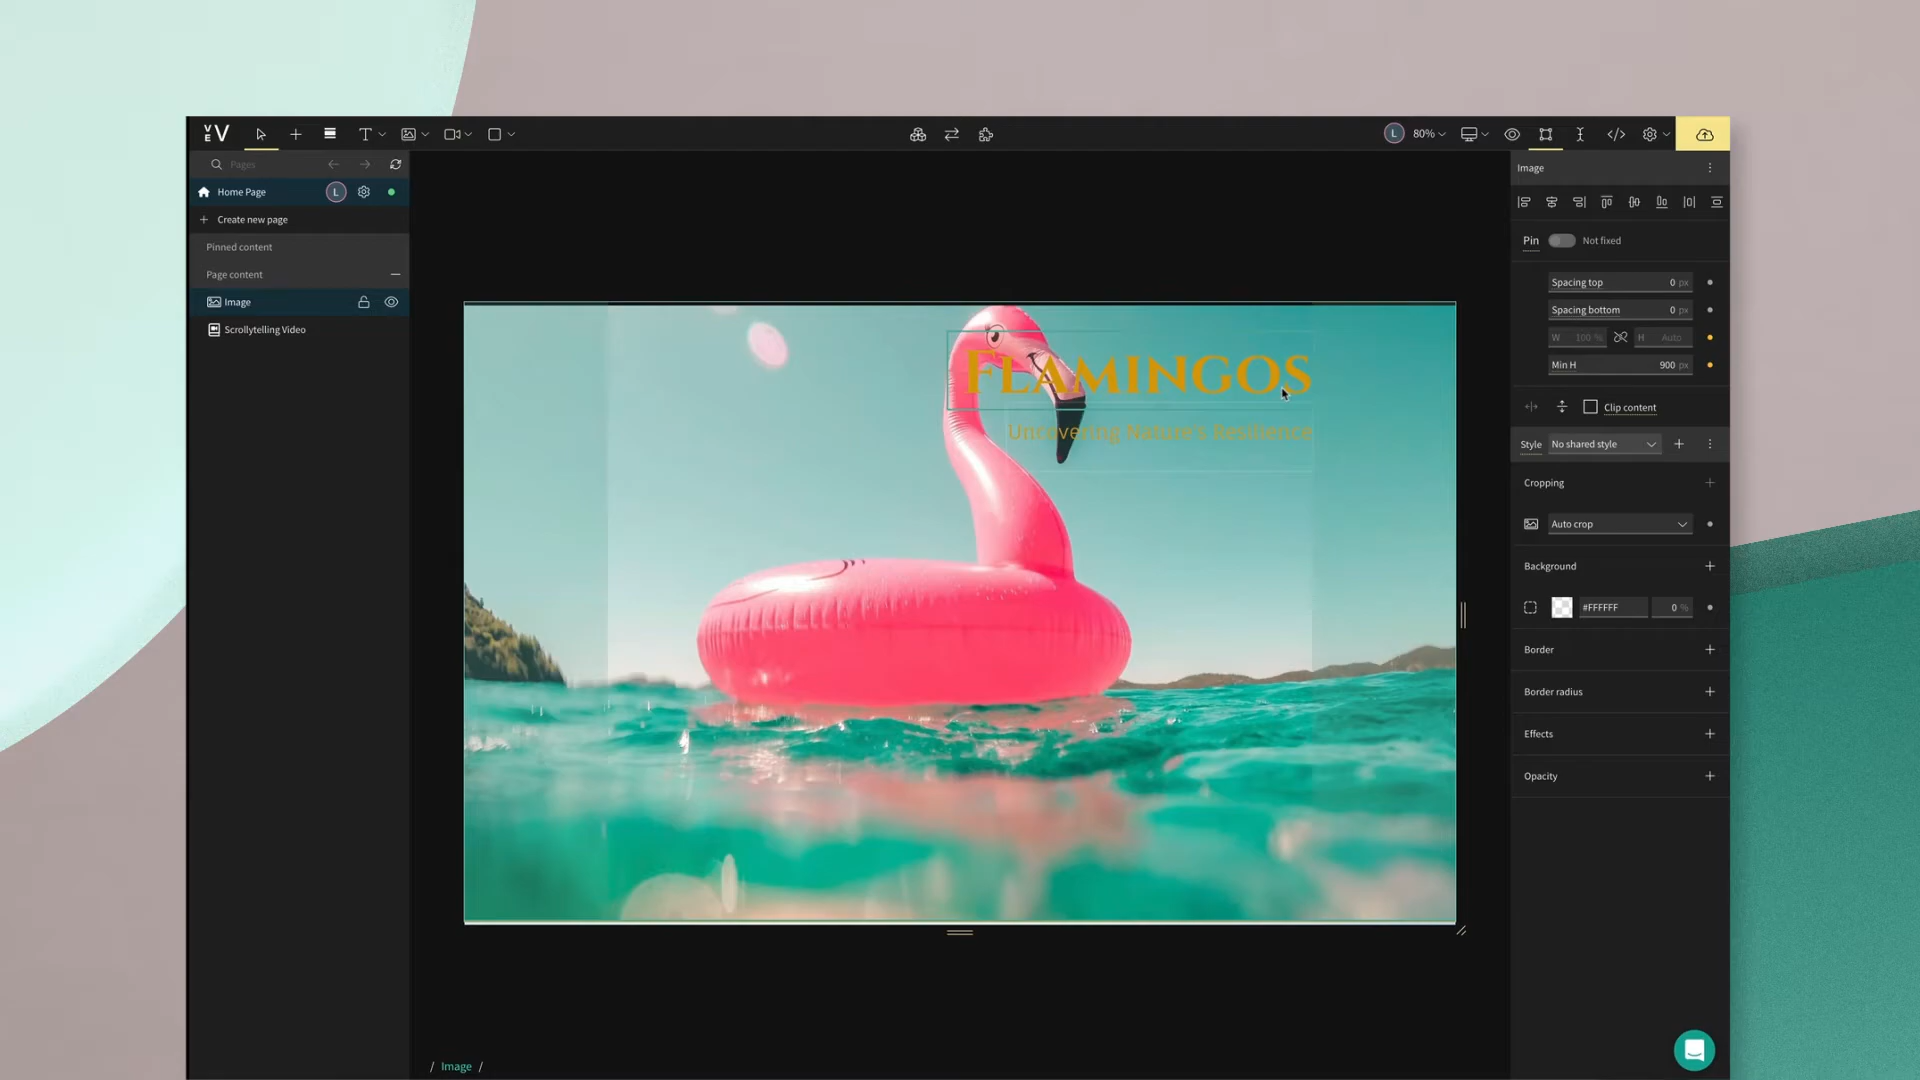 VEV
T
L
80%
Pages
Home Page
L
Create new page
Pinned content
Page content
Image
Scrollytelling Video
Flamingos
Uncovering Nature's Resilience
/ Image /
Image
Pin
Not fixed
Spacing top 0 px
Spacing bottom 0 px
W 100 % H Auto
Min H 900 px
Clip content
Style No shared style
Cropping
Auto crop
Background
#FFFFFF 0 %
Border
Border radius
Effects
Opacity